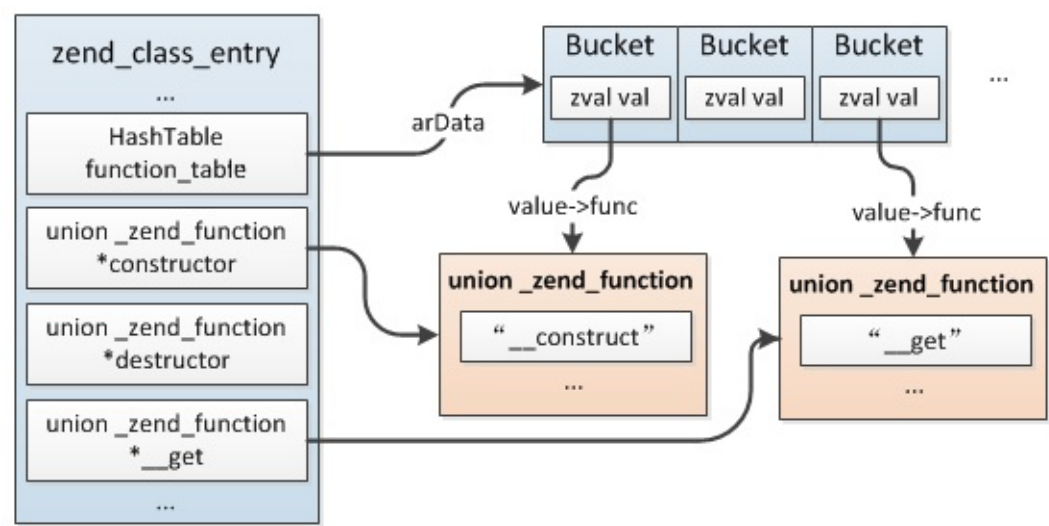 zend_class_entry
...
HashTable
function_table
union _zend_function
*constructor
union _zend_function
*destructor
union _zend_function
*__get
...
arData
Bucket
zval val
Bucket
zval val
Bucket
zval val
...
value->func
value->func
union _zend_function
“__construct”
...
union _zend_function
“__get”
...